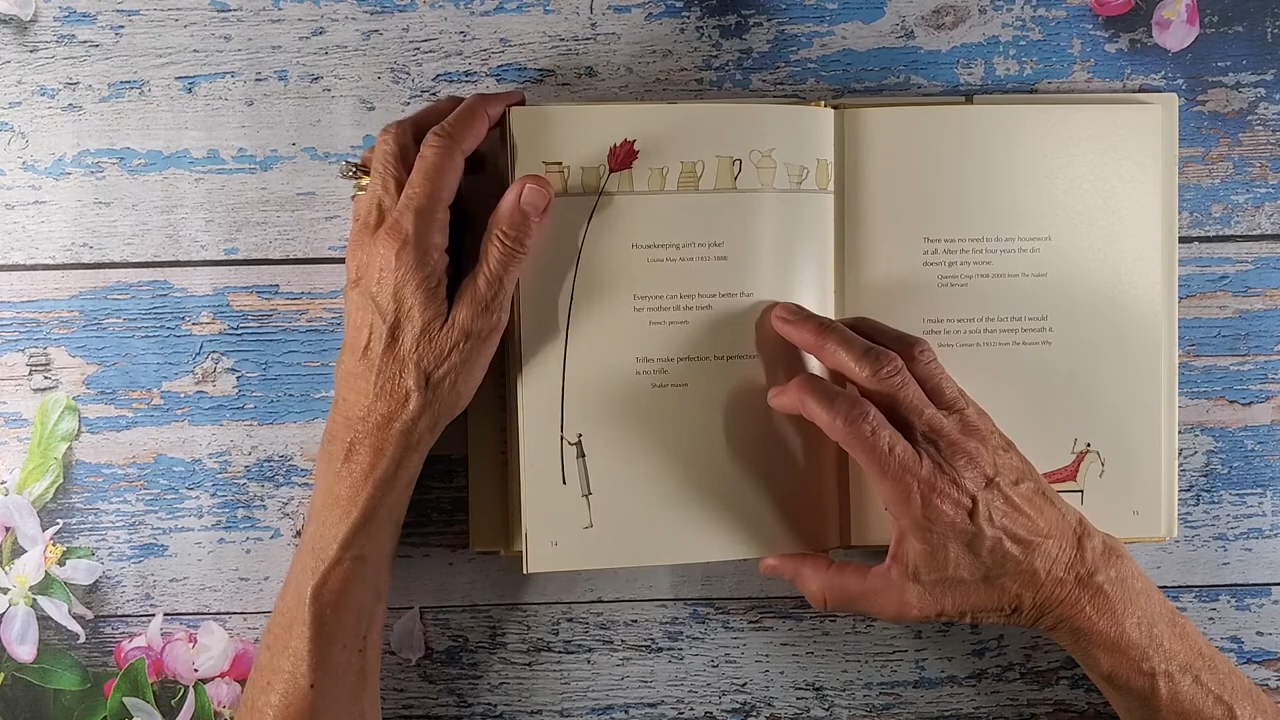 Housekeeping ain't no joke!
Louisa May Alcott (1832–1888)
Everyone can keep house better than
her mother till she trieth.
French proverb
Trifles make perfection, but perfection
is no trifle.
Shaker maxim
14
There was no need to do any housework
at all. After the first four years the dirt
doesn't get any worse.
Quentin Crisp (1908–2000) from The Naked
Civil Servant
I make no secret of the fact that I would
rather lie on a sofa than sweep beneath it.
Shirley Conran (b.1932) from The Reason Why
15